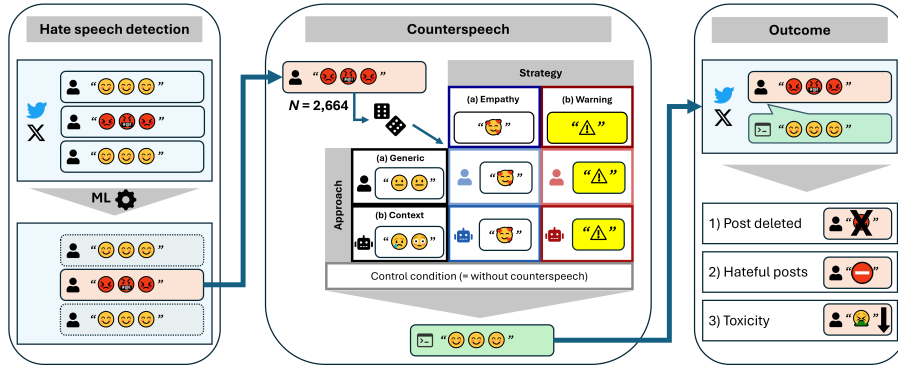 Hate speech detection
ML
Counterspeech
N = 2,664
Strategy
(a) Empathy
(b) Warning
Approach
(a) Generic
(b) Context
Control condition (= without counterspeech)
Outcome
1) Post deleted
2) Hateful posts
3) Toxicity